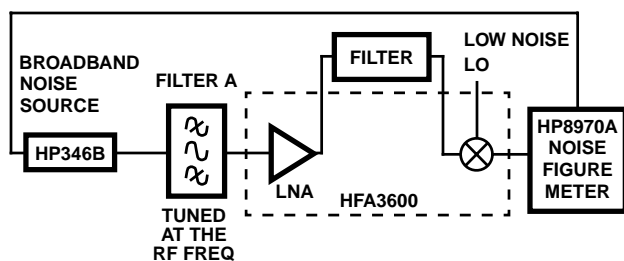 BROADBAND
NOISE
SOURCE
HP346B
FILTER A
TUNED
AT THE
RF FREQ
LNA
FILTER
HFA3600
LOW NOISE
LO
HP8970A
NOISE
FIGURE
METER